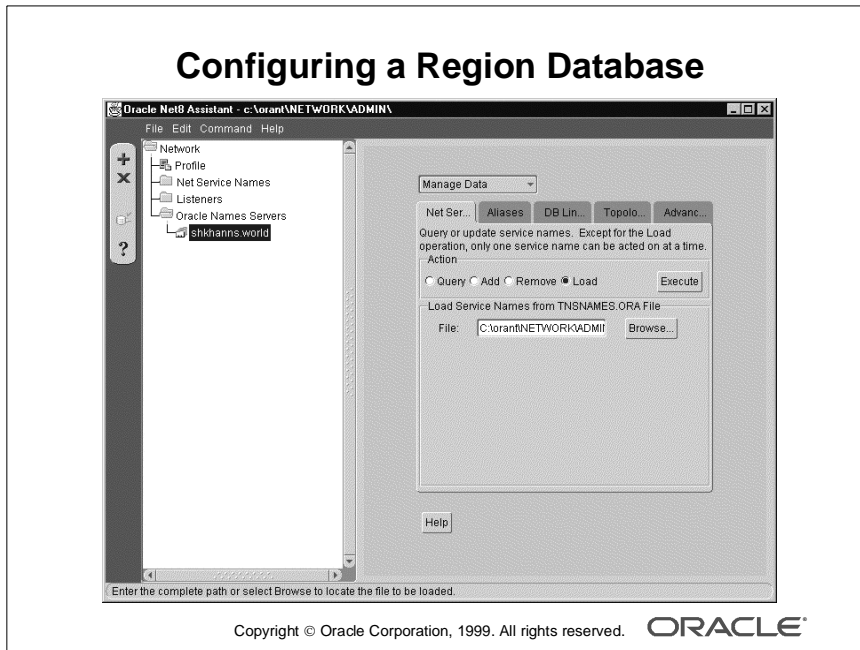 Configuring a Region Database
Oracle Net8 Assistant - c:\orant\NETWORK\ADMIN\
File Edit Command Help
Network
Profile
Net Service Names
Listeners
Oracle Names Servers
shkhanns.world
?
Manage Data
Net Ser... Aliases DB Lin... Topolo... Advanc...
Query or update service names. Except for the Load
operation, only one service name can be acted on at a time.
Action
Query Add Remove Load Execute
Load Service Names from TNSNAMES.ORA File
File: C:\orant\NETWORK\ADMIN Browse...
Help
Enter the complete path or select Browse to locate the file to be loaded.
Copyright © Oracle Corporation, 1999. All rights reserved. ORACLE®